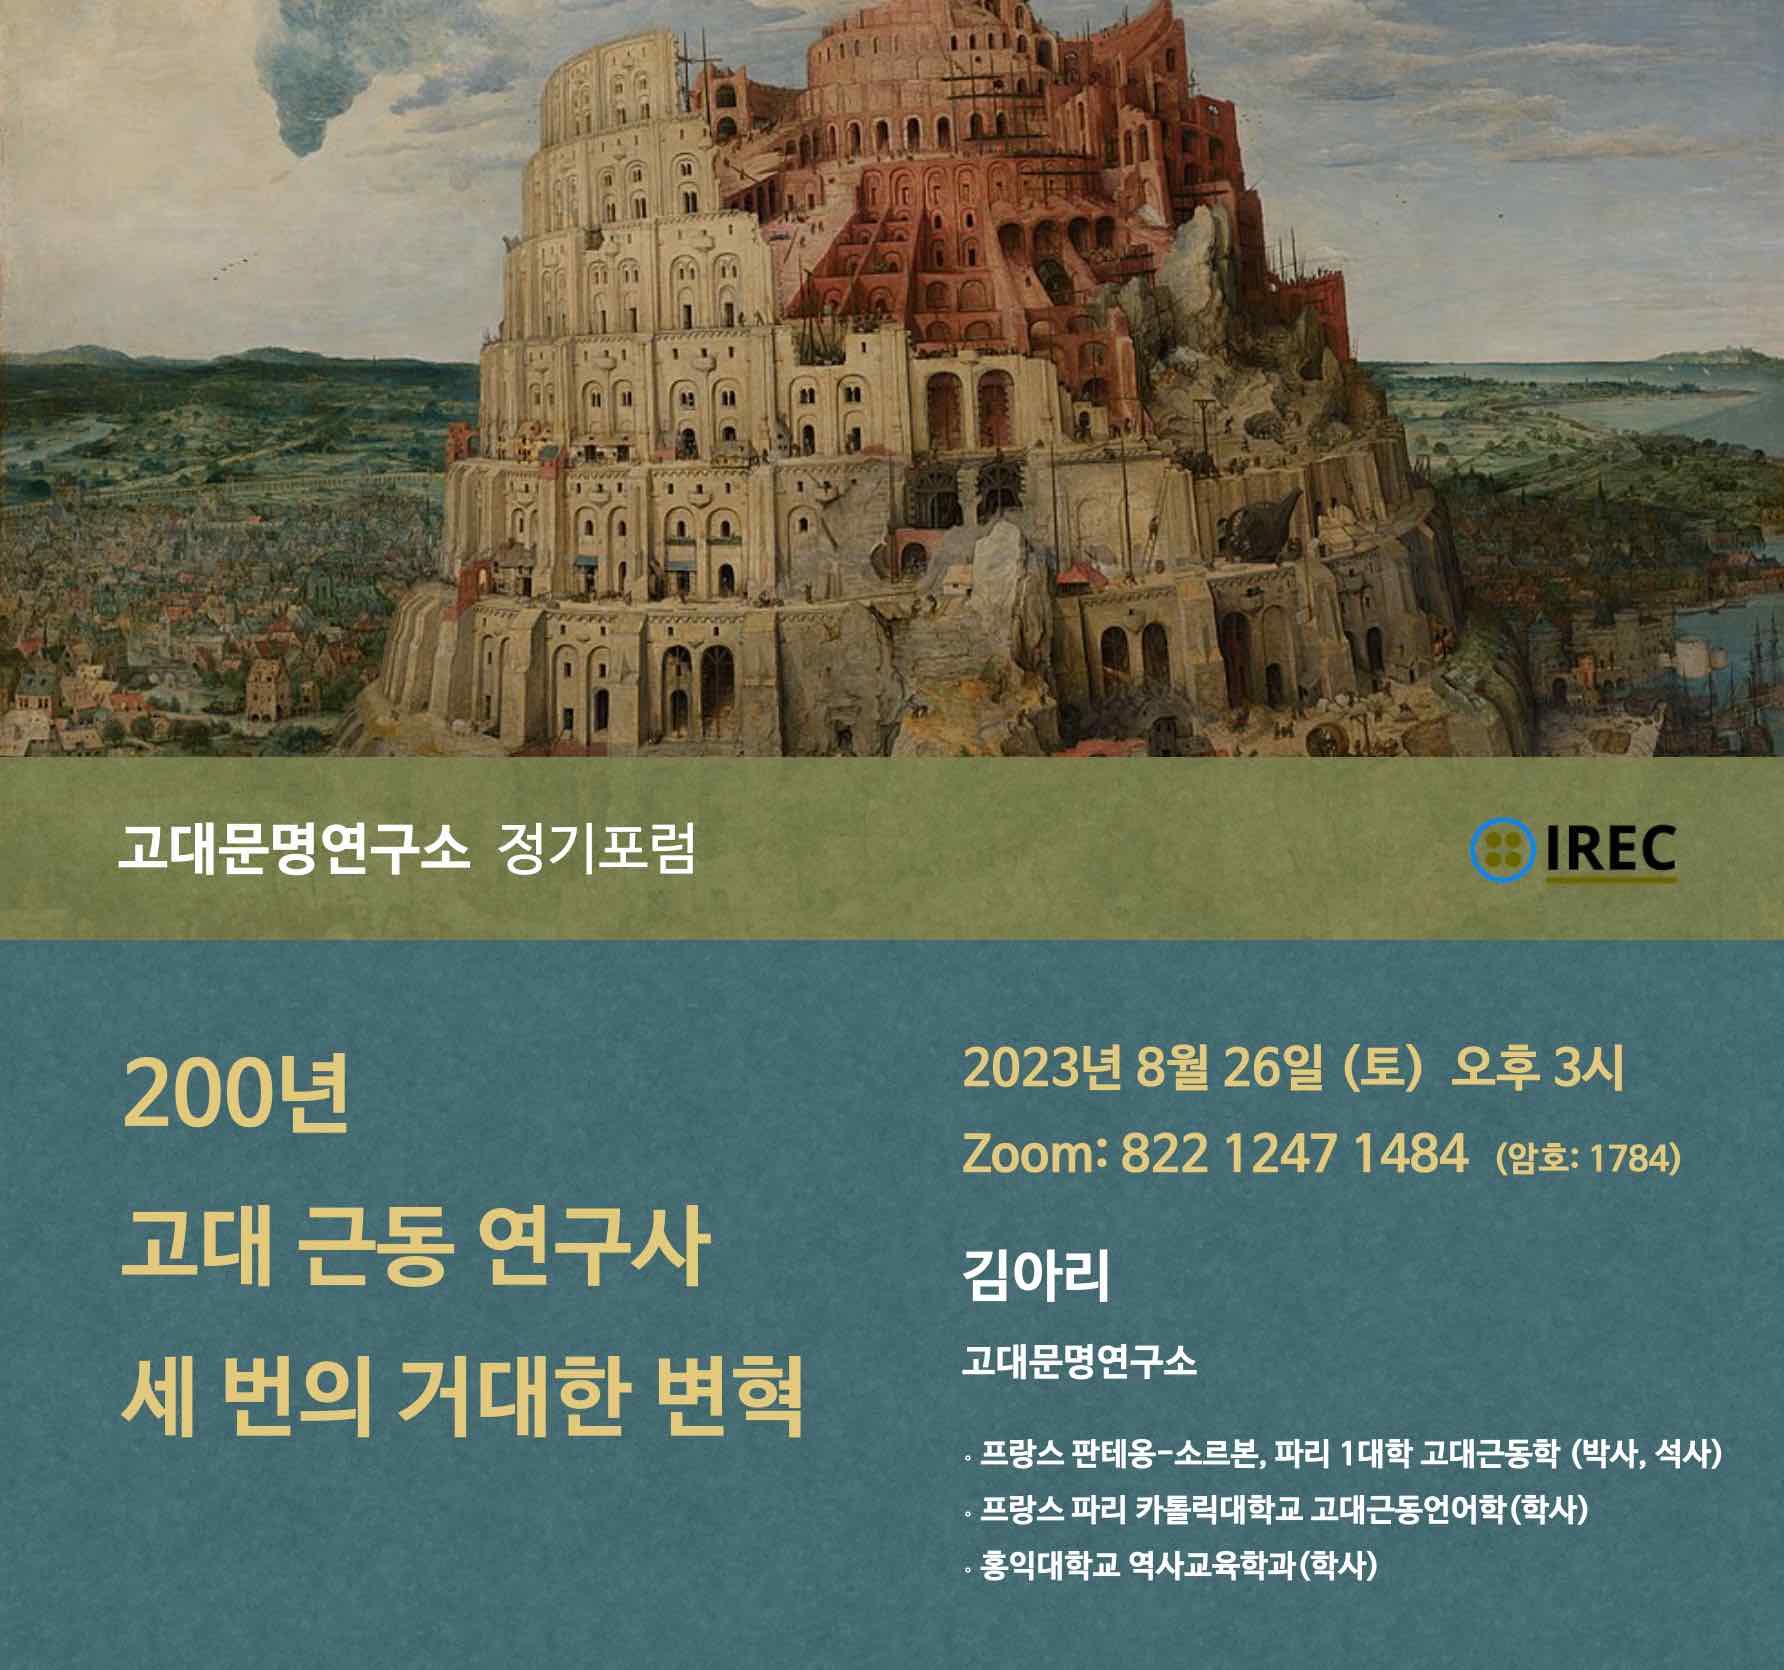 고대문명연구소 정기포럼
IREC
200년
고대 근동 연구사
세 번의 거대한 변혁
2023년 8월 26일 (토) 오후 3시
Zoom: 822 1247 1484 (암호: 1784)
김아리
고대문명연구소
◦ 프랑스 판테옹-소르본, 파리 1대학 고대근동학 (박사, 석사)
◦ 프랑스 파리 카톨릭대학교 고대근동언어학(학사)
◦ 홍익대학교 역사교육학과(학사)